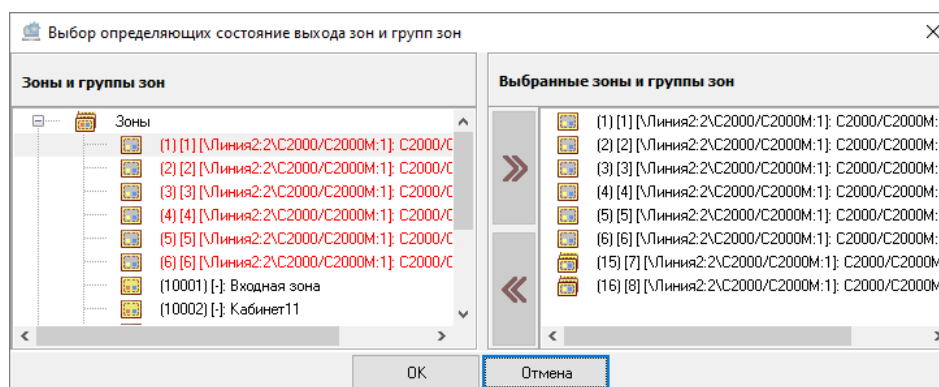 Выбор определяющих состояние выхода зон и групп зон
Зоны и группы зон
Зоны
(1) [1] [\Линия2:2\С2000/С2000М:1]: С2000/С
(2) [2] [\Линия2:2\С2000/С2000М:1]: С2000/С
(3) [3] [\Линия2:2\С2000/С2000М:1]: С2000/С
(4) [4] [\Линия2:2\С2000/С2000М:1]: С2000/С
(5) [5] [\Линия2:2\С2000/С2000М:1]: С2000/С
(6) [6] [\Линия2:2\С2000/С2000М:1]: С2000/С
(10001) [-]: Входная зона
(10002) [-]: Кабинет11
Выбранные зоны и группы зон
(1) [1] [\Линия2:2\С2000/С2000М:1]: С2000/С2000М:
(2) [2] [\Линия2:2\С2000/С2000М:1]: С2000/С2000М:
(3) [3] [\Линия2:2\С2000/С2000М:1]: С2000/С2000М:
(4) [4] [\Линия2:2\С2000/С2000М:1]: С2000/С2000М:
(5) [5] [\Линия2:2\С2000/С2000М:1]: С2000/С2000М:
(6) [6] [\Линия2:2\С2000/С2000М:1]: С2000/С2000М:
(15) [7] [\Линия2:2\С2000/С2000М:1]: С2000/С2000М
(16) [8] [\Линия2:2\С2000/С2000М:1]: С2000/С2000М
OK
Отмена